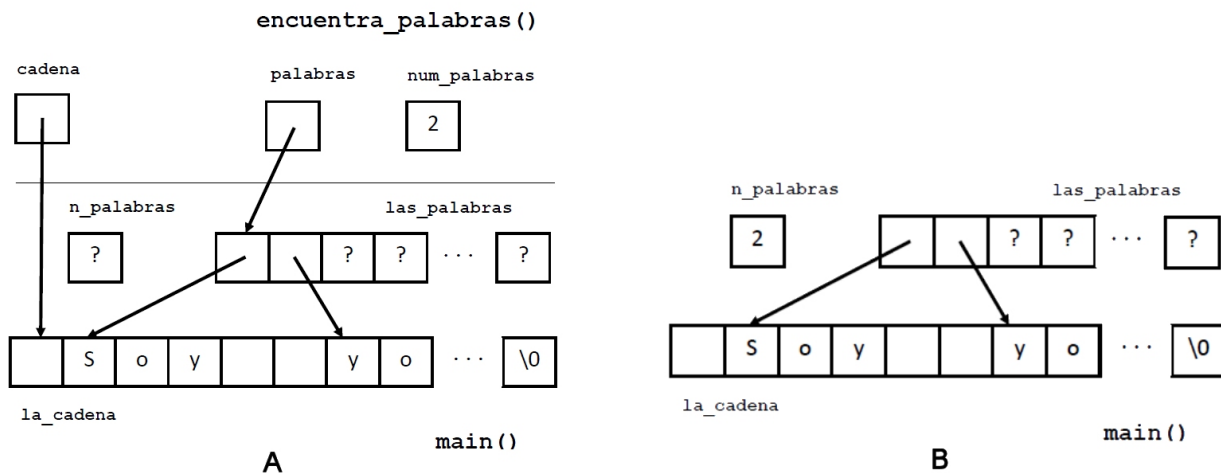 encuentra_palabras()
cadena palabras num_palabras
2
n_palabras las_palabras
? ? ? ··· ?
S o y y o ··· \0
la_cadena
main()
A
n_palabras las_palabras
2 ? ? ··· ?
S o y y o ··· \0
la_cadena
main()
B